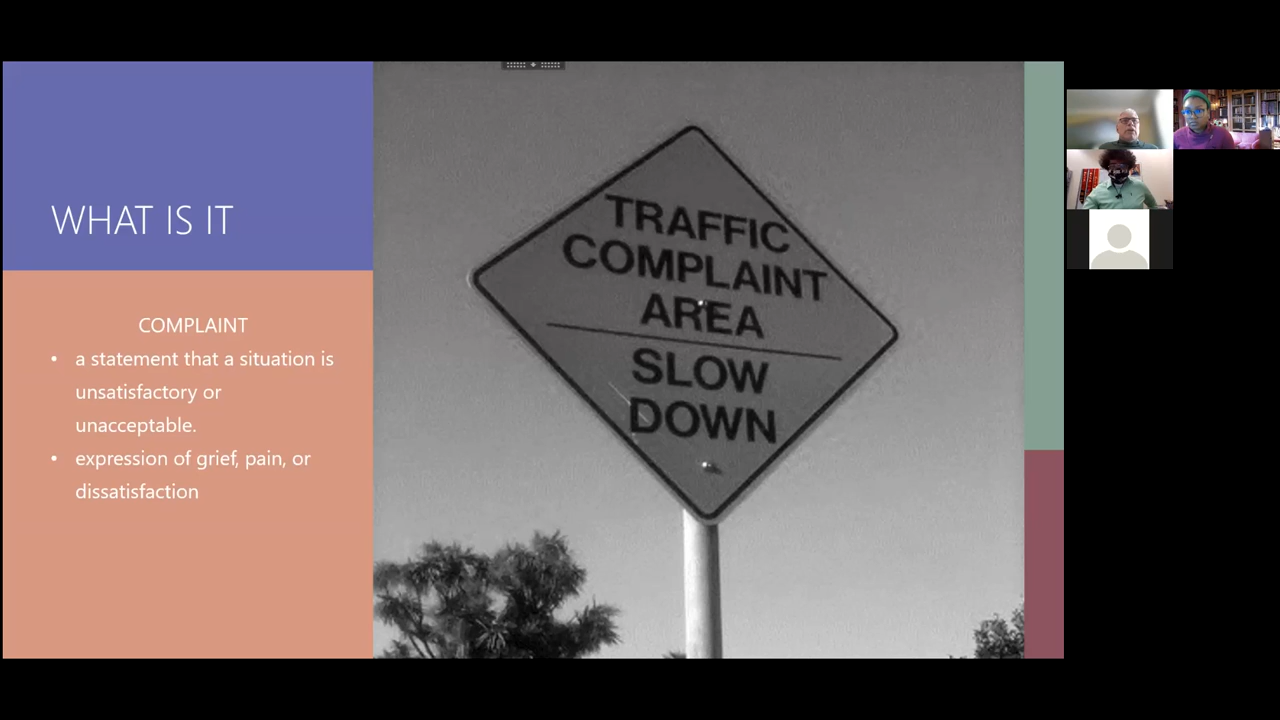 WHAT IS IT
COMPLAINT
• a statement that a situation is
unsatisfactory or
unacceptable.
• expression of grief, pain, or
dissatisfaction
TRAFFIC
COMPLAINT
AREA
SLOW
DOWN